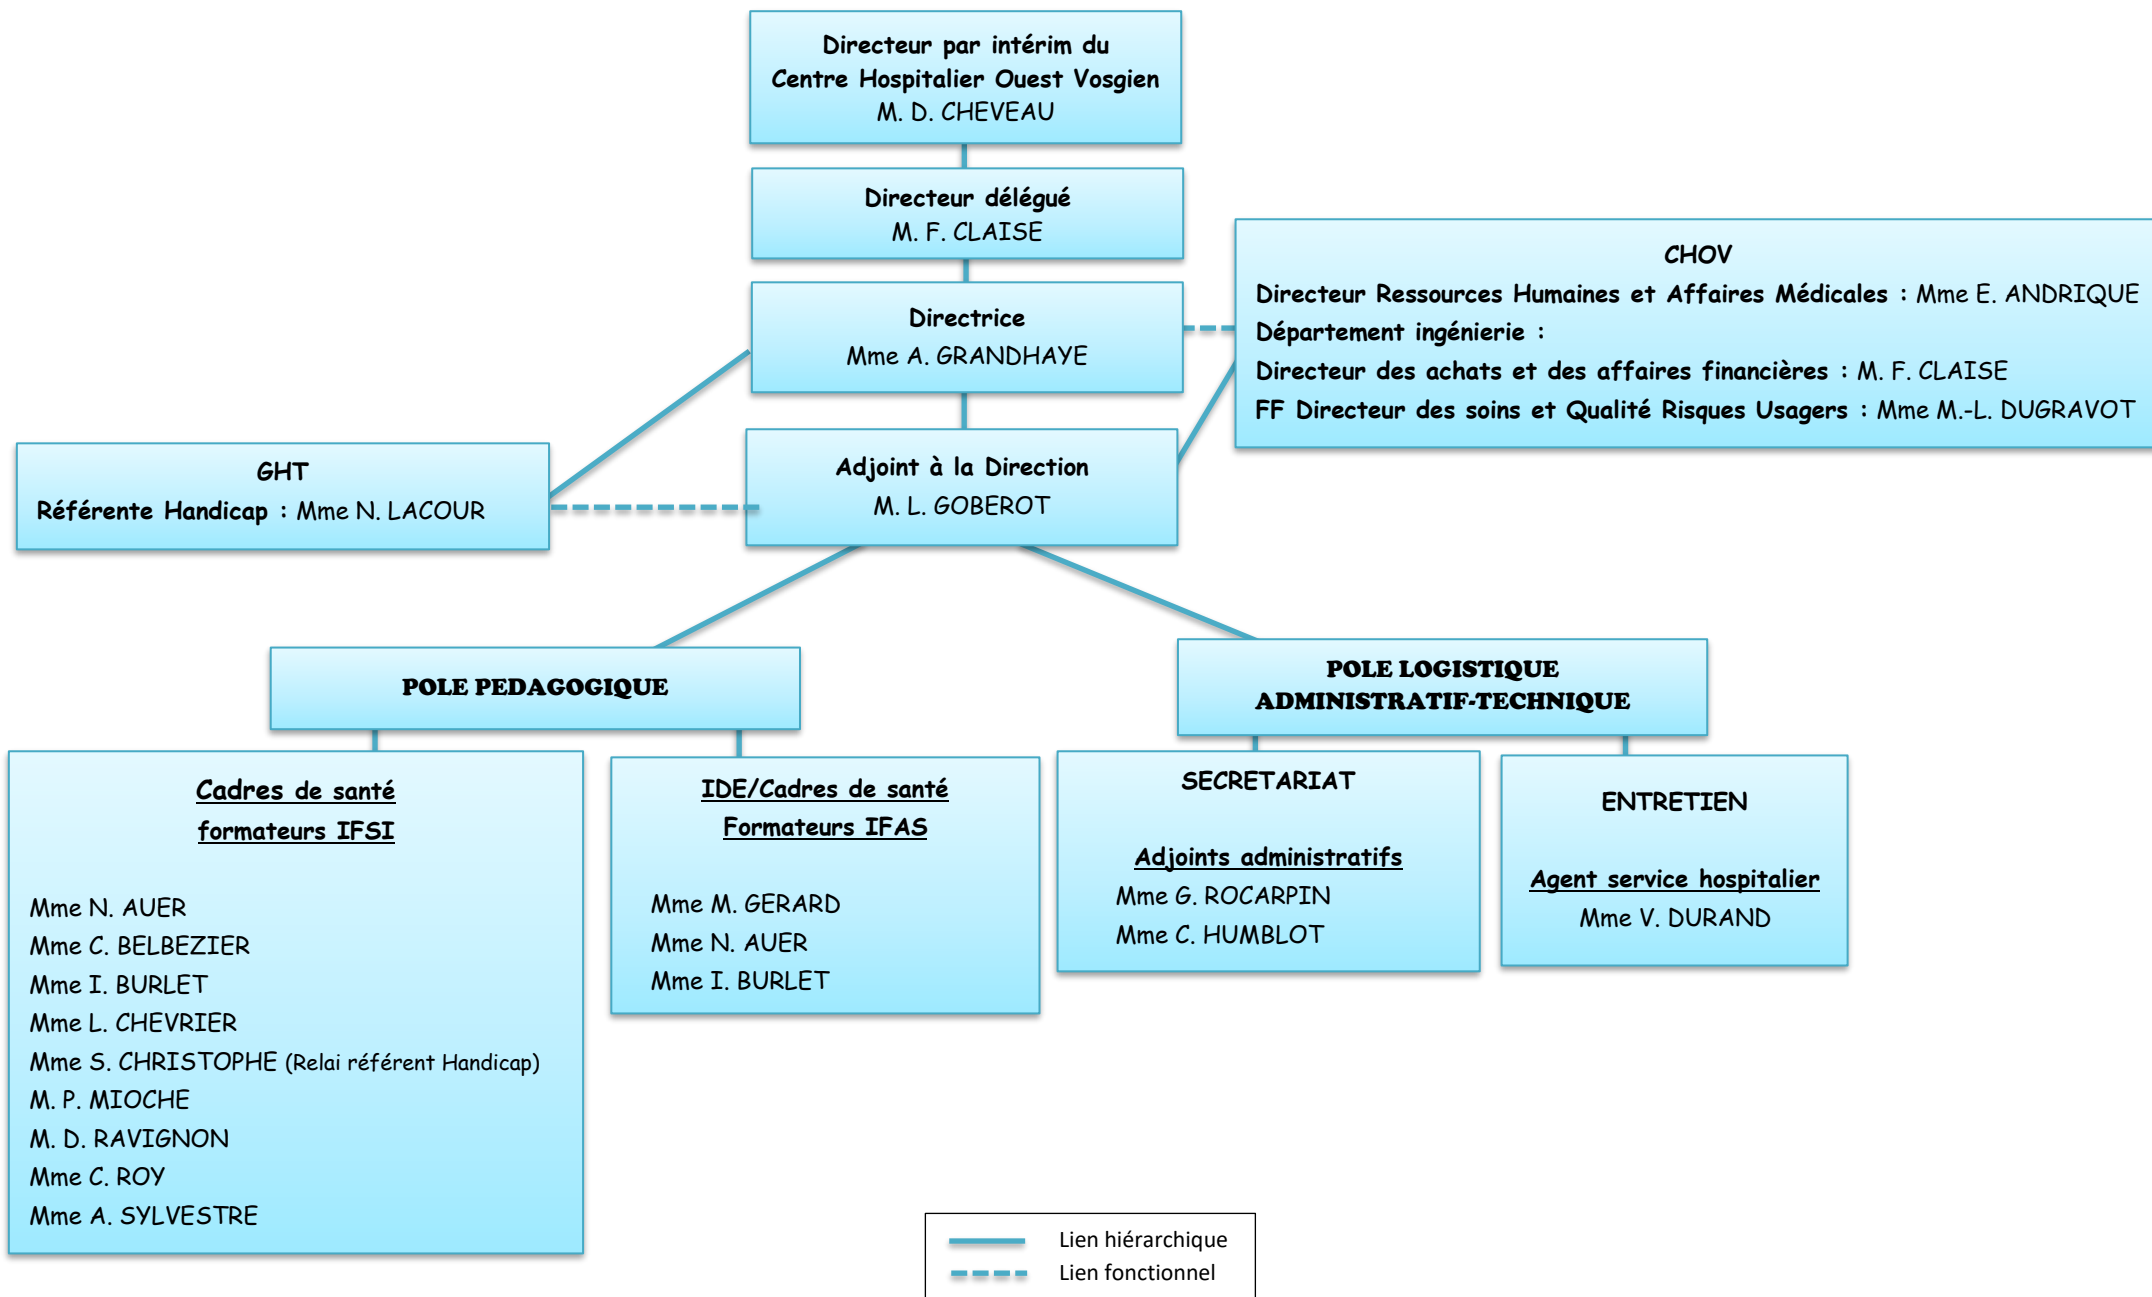 Directeur par intérim du
Centre Hospitalier Ouest Vosgien
M. D. CHEVEAU
Directeur délégué
M. F. CLAISE
CHOV
Directeur Ressources Humaines et Affaires Médicales : Mme E. ANDRIQUE
Département ingénierie :
Directeur des achats et des affaires financières : M. F. CLAISE
FF Directeur des soins et Qualité Risques Usagers : Mme M.-L. DUGRAVOT
Directrice
Mme A. GRANDHAYE
GHT
Référente Handicap : Mme N. LACOUR
Adjoint à la Direction
M. L. GOBEROT
POLE PEDAGOGIQUE
POLE LOGISTIQUE
ADMINISTRATIF-TECHNIQUE
Cadres de santé
formateurs IFSI
Mme N. AUER
Mme C. BELBEZIER
Mme I. BURLET
Mme L. CHEVRIER
Mme S. CHRISTOPHE (Relai référent Handicap)
M. P. MIOCHE
M. D. RAVIGNON
Mme C. ROY
Mme A. SYLVESTRE
IDE/Cadres de santé
Formateurs IFAS
Mme M. GERARD
Mme N. AUER
Mme I. BURLET
SECRETARIAT
Adjoints administratifs
Mme G. ROCARPIN
Mme C. HUMBLOT
ENTRETIEN
Agent service hospitalier
Mme V. DURAND
Lien hiérarchique
Lien fonctionnel